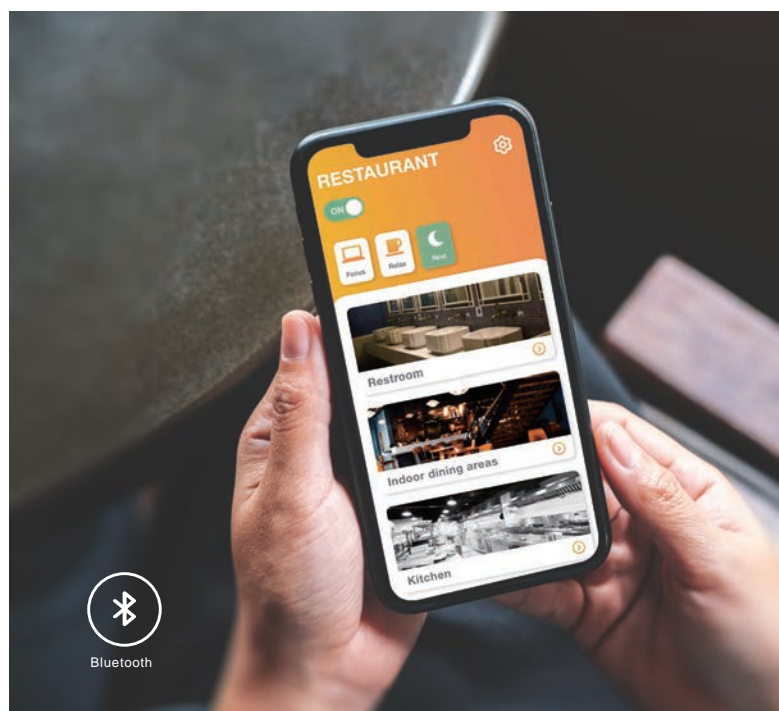 RESTAURANT
ON
Focus
Relax
Rest
Restroom
Indoor dining areas
Kitchen
Bluetooth